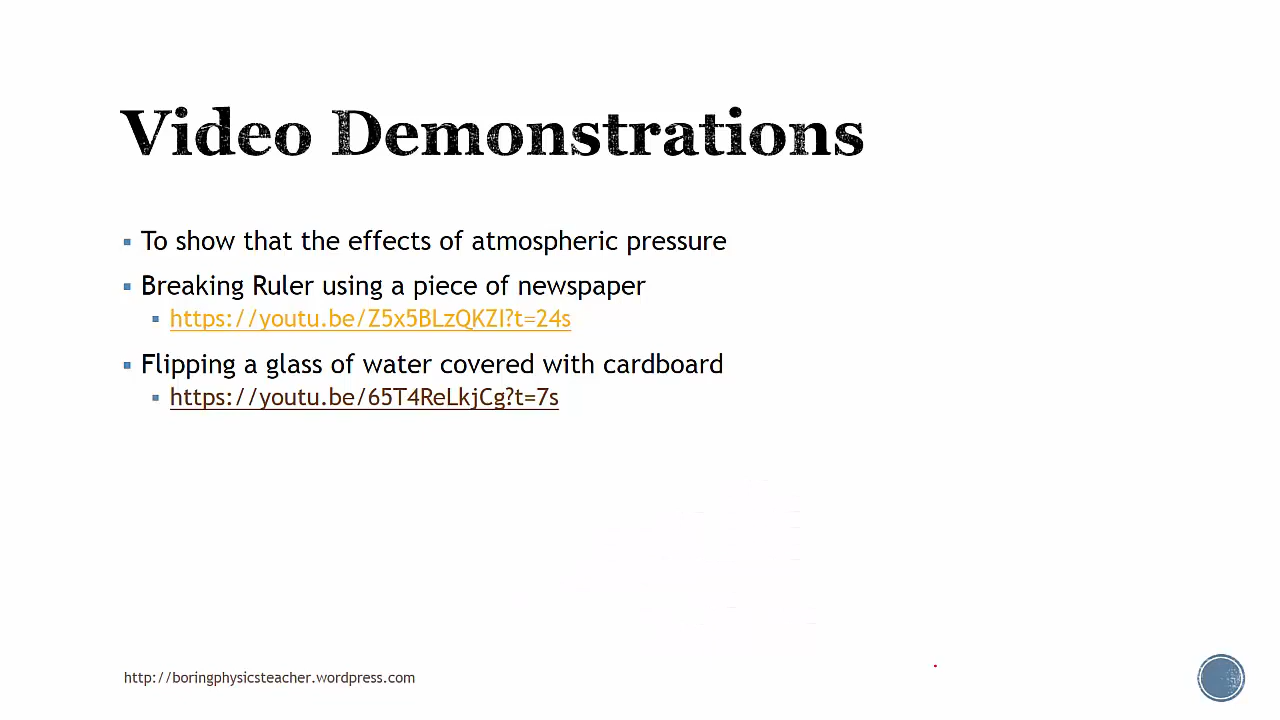 Video Demonstrations
To show that the effects of atmospheric pressure
Breaking Ruler using a piece of newspaper
https://youtu.be/Z5x5BLzQKZI?t=24s
Flipping a glass of water covered with cardboard
https://youtu.be/65T4ReLkjCg?t=7s
http://boringphysicsteacher.wordpress.com